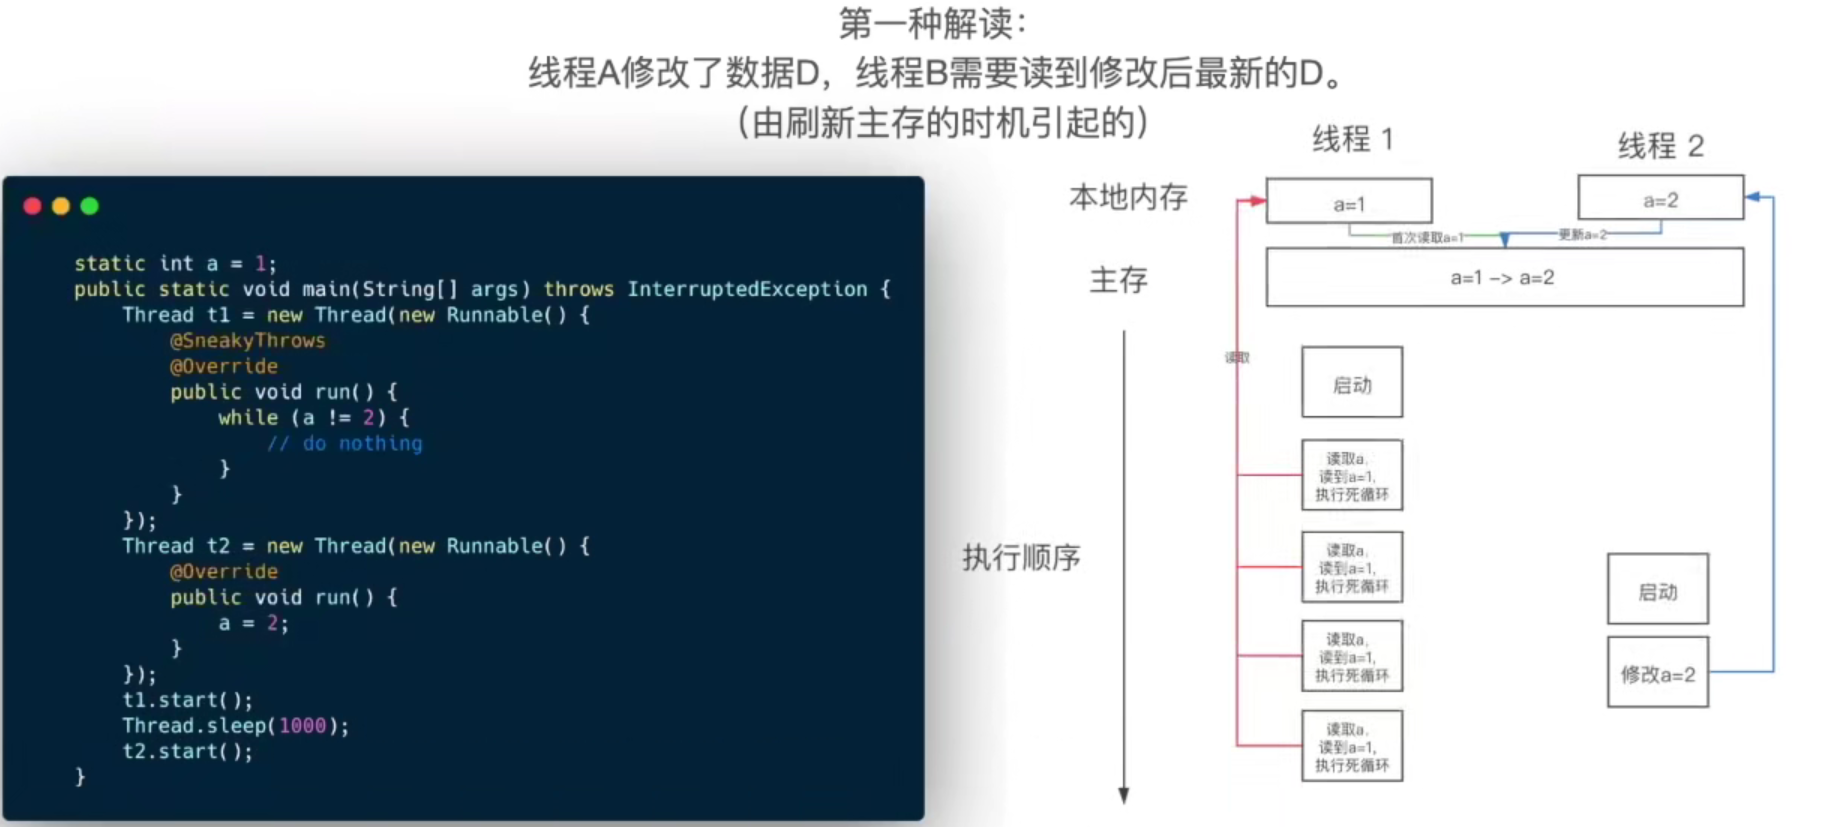 第一种解读：
线程A修改了数据D，线程B需要读到修改后最新的D。
（由刷新主存的时机引起的）
static int a = 1;
public static void main(String[] args) throws InterruptedException {
Thread t1 = new Thread(new Runnable() {
@SneakyThrows
@Override
public void run() {
while (a != 2) {
// do nothing
}
}
});
Thread t2 = new Thread(new Runnable() {
@Override
public void run() {
a = 2;
}
});
t1.start();
Thread.sleep(1000);
t2.start();
}
线程 1
线程 2
本地内存
a=1
a=2
首次读取a=1
更新a=2
主存
a=1 -> a=2
读取
执行顺序
启动
读取a,
读到a=1,
执行死循环
读取a,
读到a=1,
执行死循环
读取a,
读到a=1,
执行死循环
读取a,
读到a=1,
执行死循环
启动
修改a=2